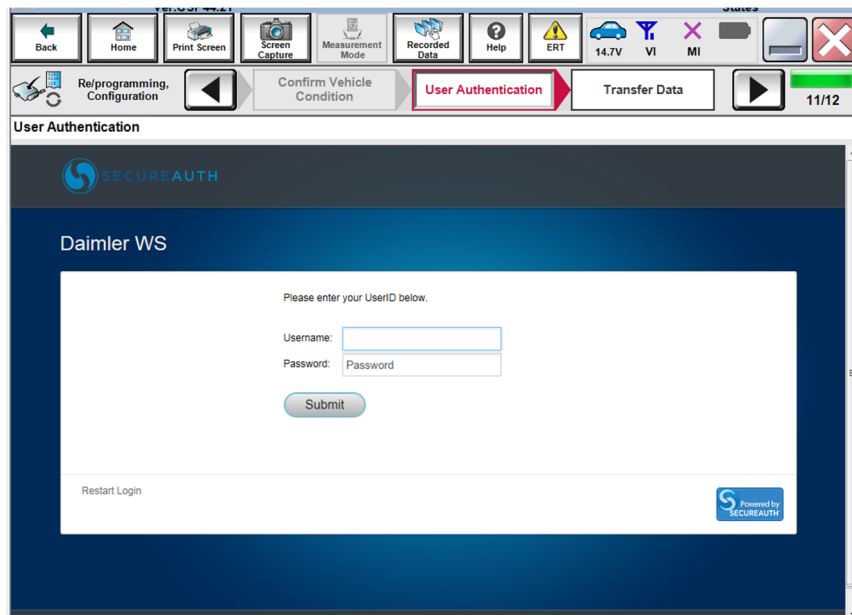 Back
Home
Print Screen
Screen
Capture
Measurement
Mode
Recorded
Data
Help
ERT
14.7V
VI
MI
Re/programming,
Configuration
Confirm Vehicle
Condition
User Authentication
Transfer Data
11/12
User Authentication
SECUREAUTH
Daimler WS
Please enter your UserID below.
Username:
Password: Password
Submit
Restart Login
Powered by
SECUREAUTH